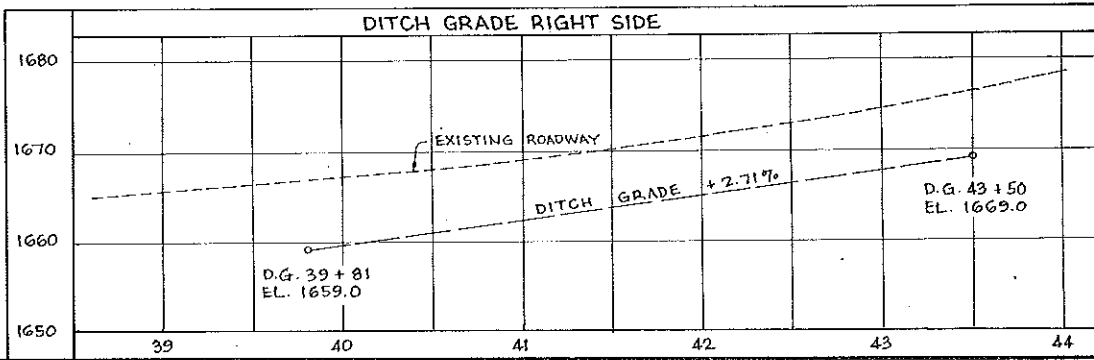 DITCH GRADE RIGHT SIDE
1680
1670
1660
1650
EXISTING ROADWAY
DITCH GRADE +2.71%
D.G. 43 + 50
EL. 1669.0
D.G. 39 + 81
EL. 1659.0
39 40 41 42 43 44